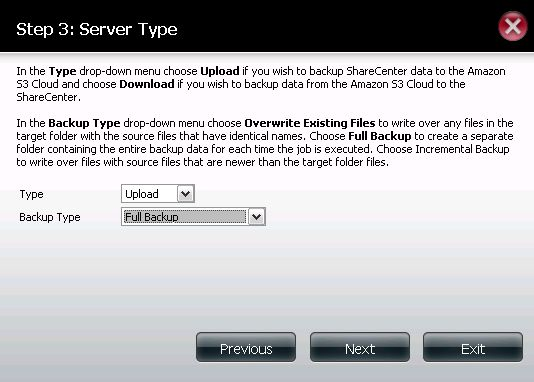 Step 3: Server Type
In the Type drop-down menu choose Upload if you wish to backup ShareCenter data to the Amazon
S3 Cloud and choose Download if you wish to backup data from the Amazon S3 Cloud to the
ShareCenter.
In the Backup Type drop-down menu choose Overwrite Existing Files to write over any files in the
target folder with the source files that have identical names. Choose Full Backup to create a separate
folder containing the entire backup data for each time the job is executed. Choose Incremental Backup
to write over files with source files that are newer than the target folder files.
Type Upload
Backup Type Full Backup
Previous Next Exit